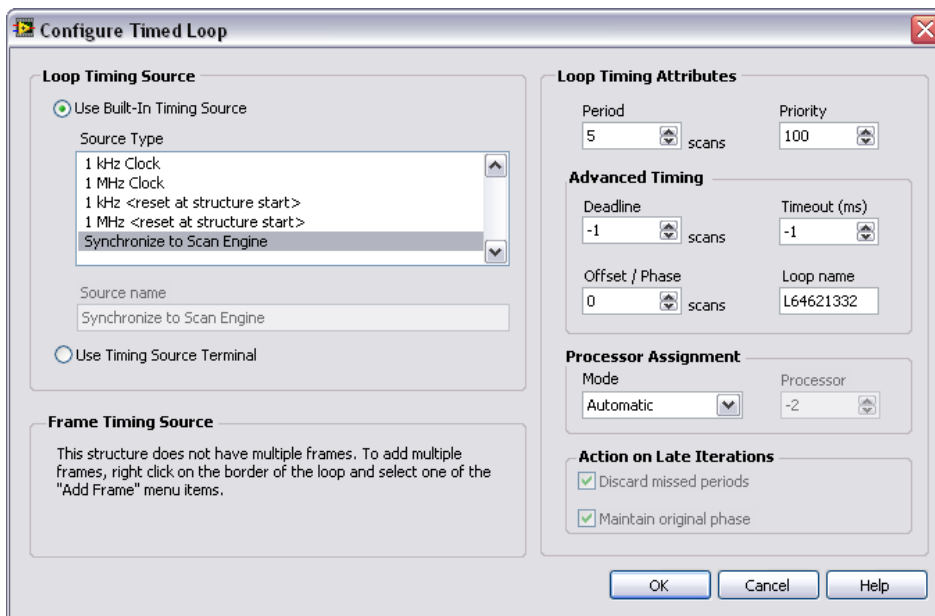 Configure Timed Loop
Loop Timing Source
Use Built-In Timing Source
Source Type
1 kHz Clock
1 MHz Clock
1 kHz <reset at structure start>
1 MHz <reset at structure start>
Synchronize to Scan Engine
Source name
Synchronize to Scan Engine
Use Timing Source Terminal
Frame Timing Source
This structure does not have multiple frames. To add multiple
frames, right click on the border of the loop and select one of the
"Add Frame" menu items.
Loop Timing Attributes
Period
5 scans
Priority
100
Advanced Timing
Deadline
-1 scans
Timeout (ms)
-1
Offset / Phase
0 scans
Loop name
L64621332
Processor Assignment
Mode
Automatic
Processor
-2
Action on Late Iterations
Discard missed periods
Maintain original phase
OK Cancel Help